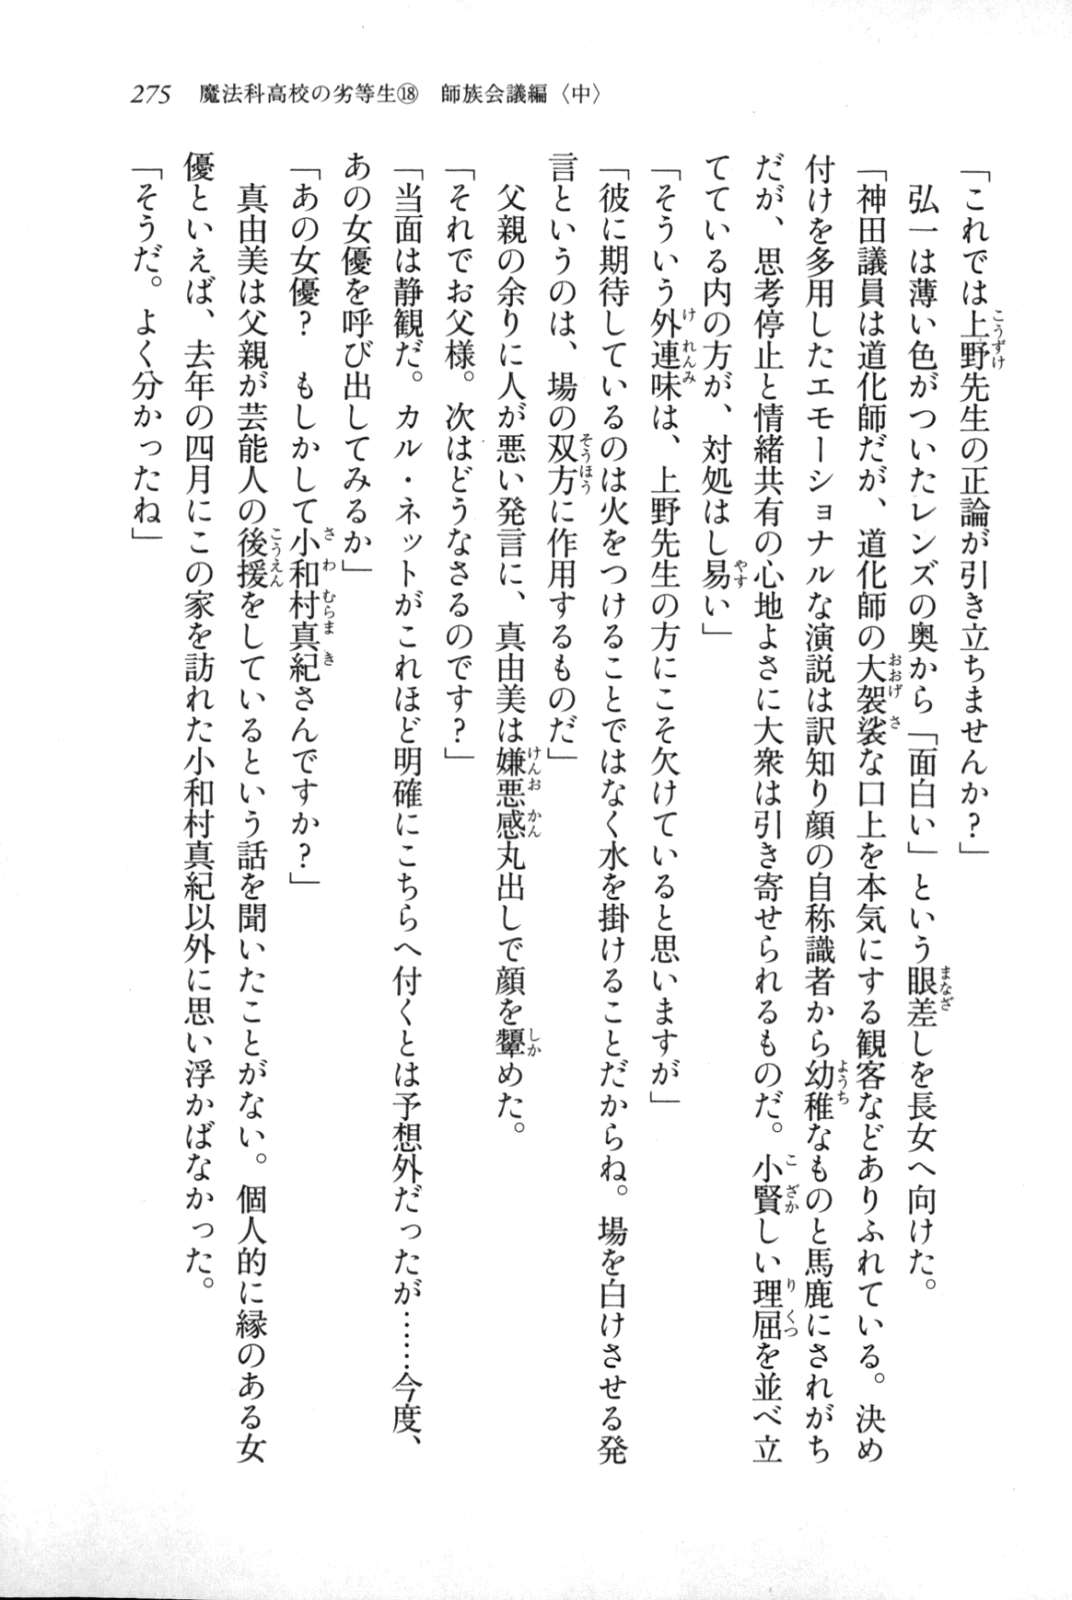 275　魔法科高校の劣等生⑱　師族会議編〈中〉
「これでは上野先生の正論が引き立ちませんか？」
　弘一は薄い色がついたレンズの奥から「面白い」という眼差しを長女へ向けた。
「神田議員は道化師だが、道化師の大袈裟な口上を本気にする観客などありふれている。決め
付けを多用したエモーショナルな演説は訳知り顔の自称識者から幼稚なものと馬鹿にされがち
だが、思考停止と情緒共有の心地よさに大衆は引き寄せられるものだ。小賢しい理屈を並べ立
てている内の方が、対処はし易い」
「そういう外連味は、上野先生の方にこそ欠けていると思いますが」
「彼に期待しているのは火をつけることではなく水を掛けることだからね。場を白けさせる発
言というのは、場の双方に作用するものだ」
　父親の余りに人が悪い発言に、真由美は嫌悪感丸出しで顔を顰めた。
「それでお父様。次はどうなさるのです？」
「当面は静観だ。カル・ネットがこれほど明確にこちらへ付くとは予想外だったが……今度、
あの女優を呼び出してみるか」
「あの女優？　もしかして小和村真紀さんですか？」
　真由美は父親が芸能人の後援をしているという話を聞いたことがない。個人的に縁のある女
優といえば、去年の四月にこの家を訪れた小和村真紀以外に思い浮かばなかった。
「そうだ。よく分かったね」